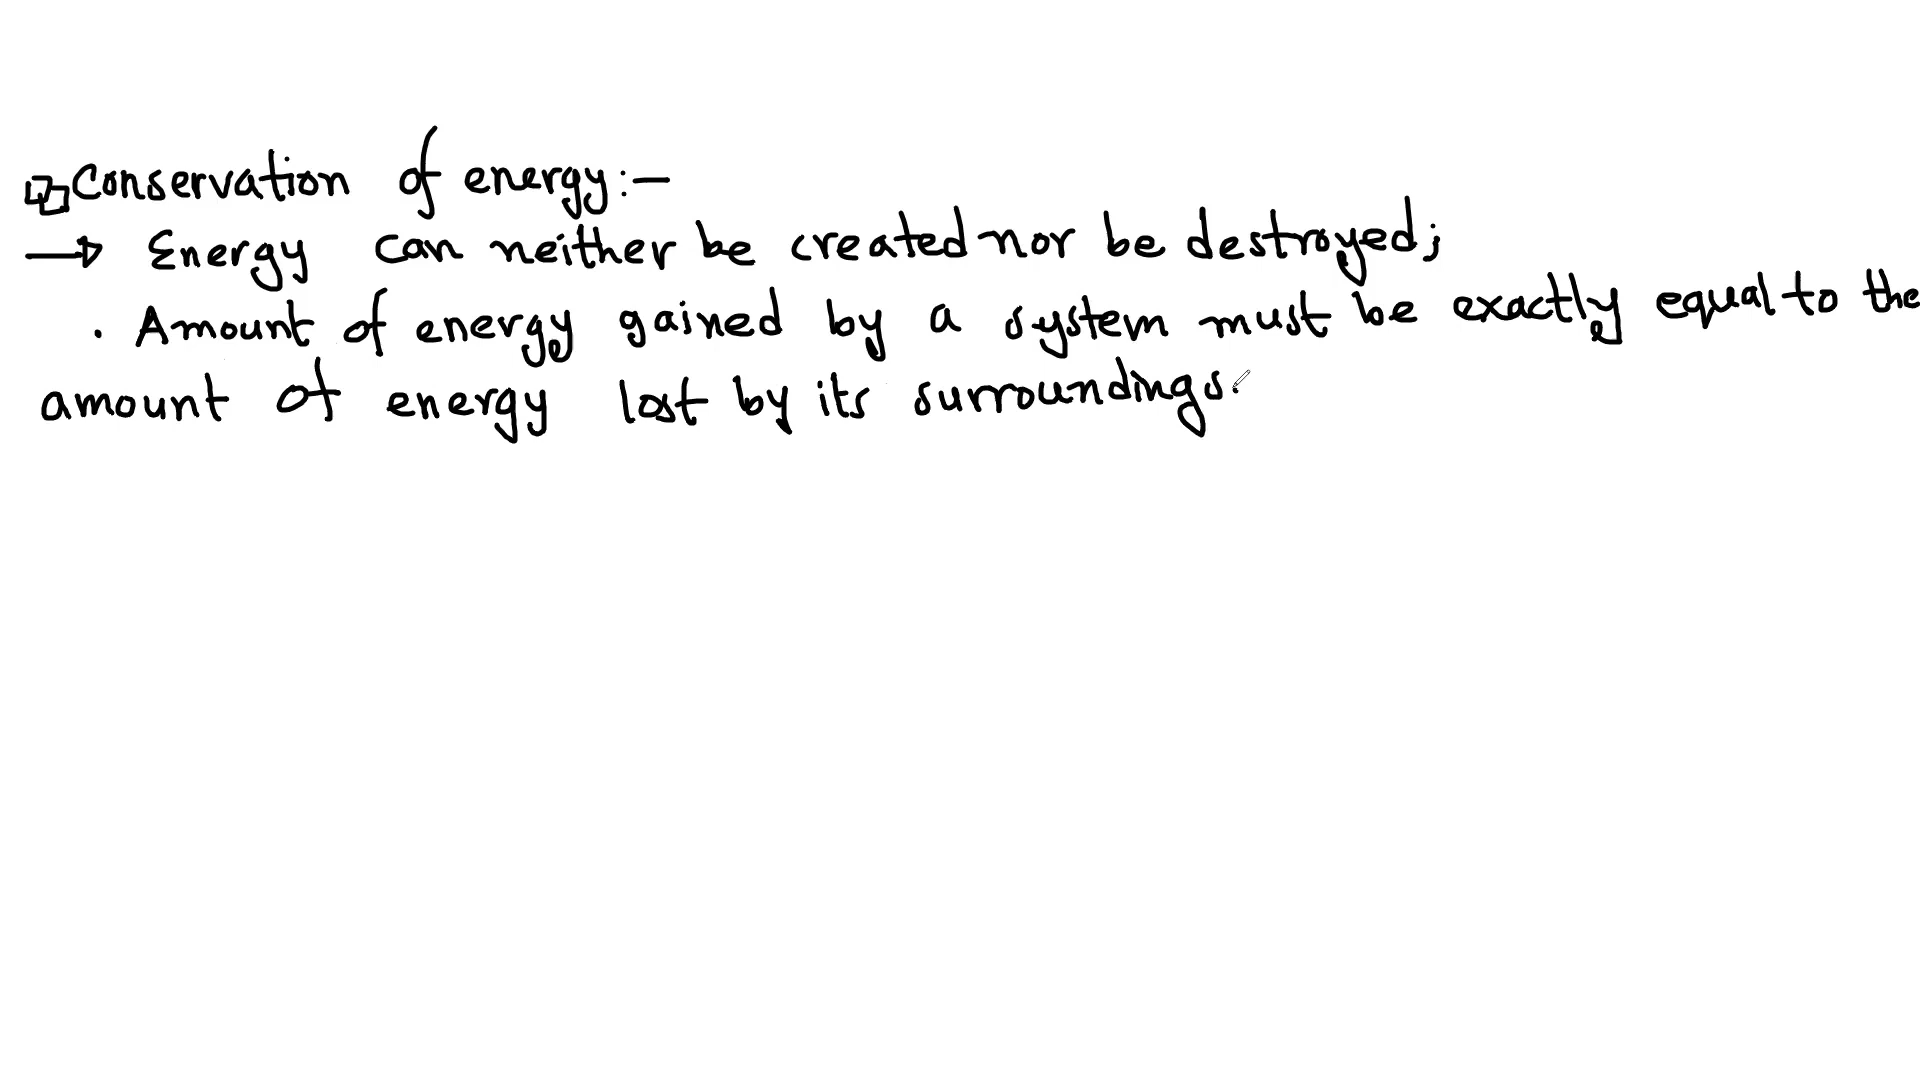 Conservation of energy:-
→ Energy can neither be created nor be destroyed;
. Amount of energy gained by a system must be exactly equal to the
amount of energy lost by its surroundings.